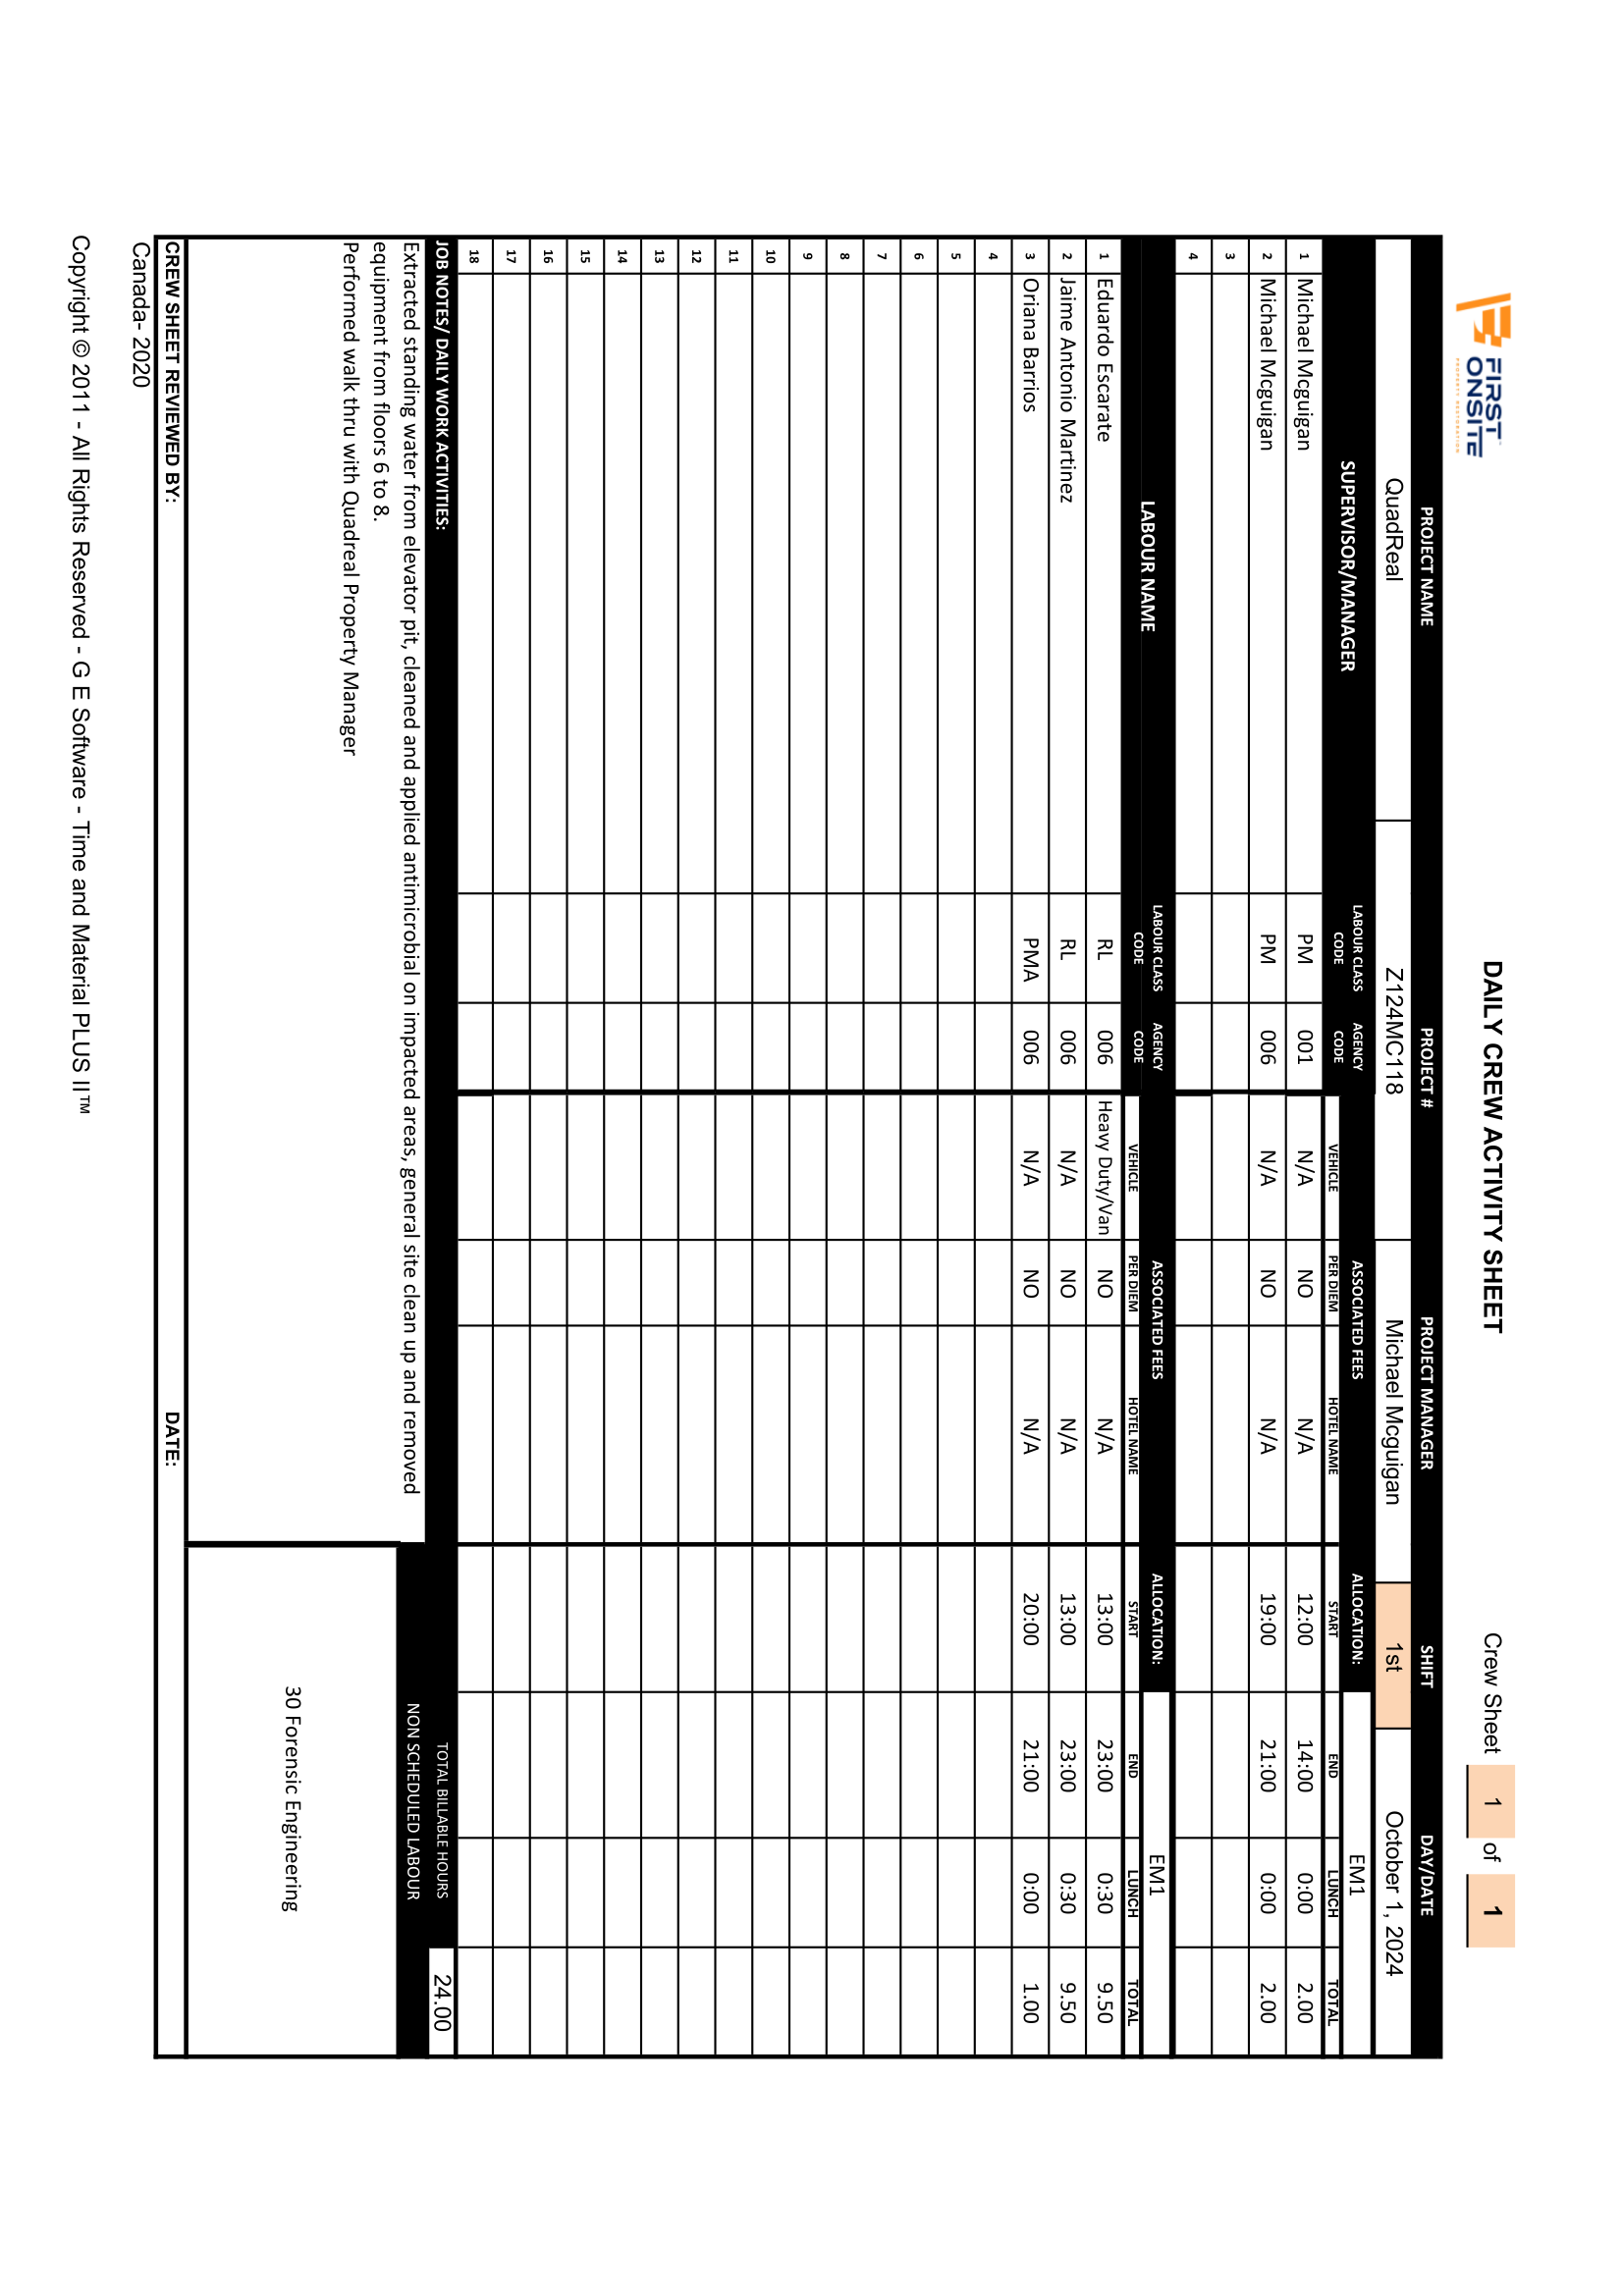 FIRST
ONSITE
PROPERTY RESTORATION
DAILY CREW ACTIVITY SHEET
Crew Sheet 1 of 1
PROJECT NAME PROJECT # PROJECT MANAGER SHIFT DAY/DATE
QuadReal Z124MC118 Michael Mcguigan 1st October 1, 2024
SUPERVISOR/MANAGER LABOUR CLASS CODE AGENCY CODE ASSOCIATED FEES ALLOCATION: EM1
VEHICLE PER DIEM HOTEL NAME START END LUNCH TOTAL
1 Michael Mcguigan PM 001 N/A NO N/A 12:00 14:00 0:00 2.00
2 Michael Mcguigan PM 006 N/A NO N/A 19:00 21:00 0:00 2.00
3
4
LABOUR NAME LABOUR CLASS CODE AGENCY CODE ASSOCIATED FEES ALLOCATION: EM1
VEHICLE PER DIEM HOTEL NAME START END LUNCH TOTAL
1 Eduardo Escarate RL 006 Heavy Duty/Van NO N/A 13:00 23:00 0:30 9.50
2 Jaime Antonio Martinez RL 006 N/A NO N/A 13:00 23:00 0:30 9.50
3 Oriana Barrios PMA 006 N/A NO N/A 20:00 21:00 0:00 1.00
4
5
6
7
8
9
10
11
12
13
14
15
16
17
18
JOB NOTES/ DAILY WORK ACTIVITIES: TOTAL BILLABLE HOURS 24.00
Extracted standing water from elevator pit, cleaned and applied antimicrobial on impacted areas, general site clean up and removed
equipment from floors 6 to 8.
Performed walk thru with Quadreal Property Manager
NON SCHEDULED LABOUR
30 Forensic Engineering
CREW SHEET REVIEWED BY: DATE:
Canada- 2020
Copyright © 2011 - All Rights Reserved - G E Software - Time and Material PLUS II™